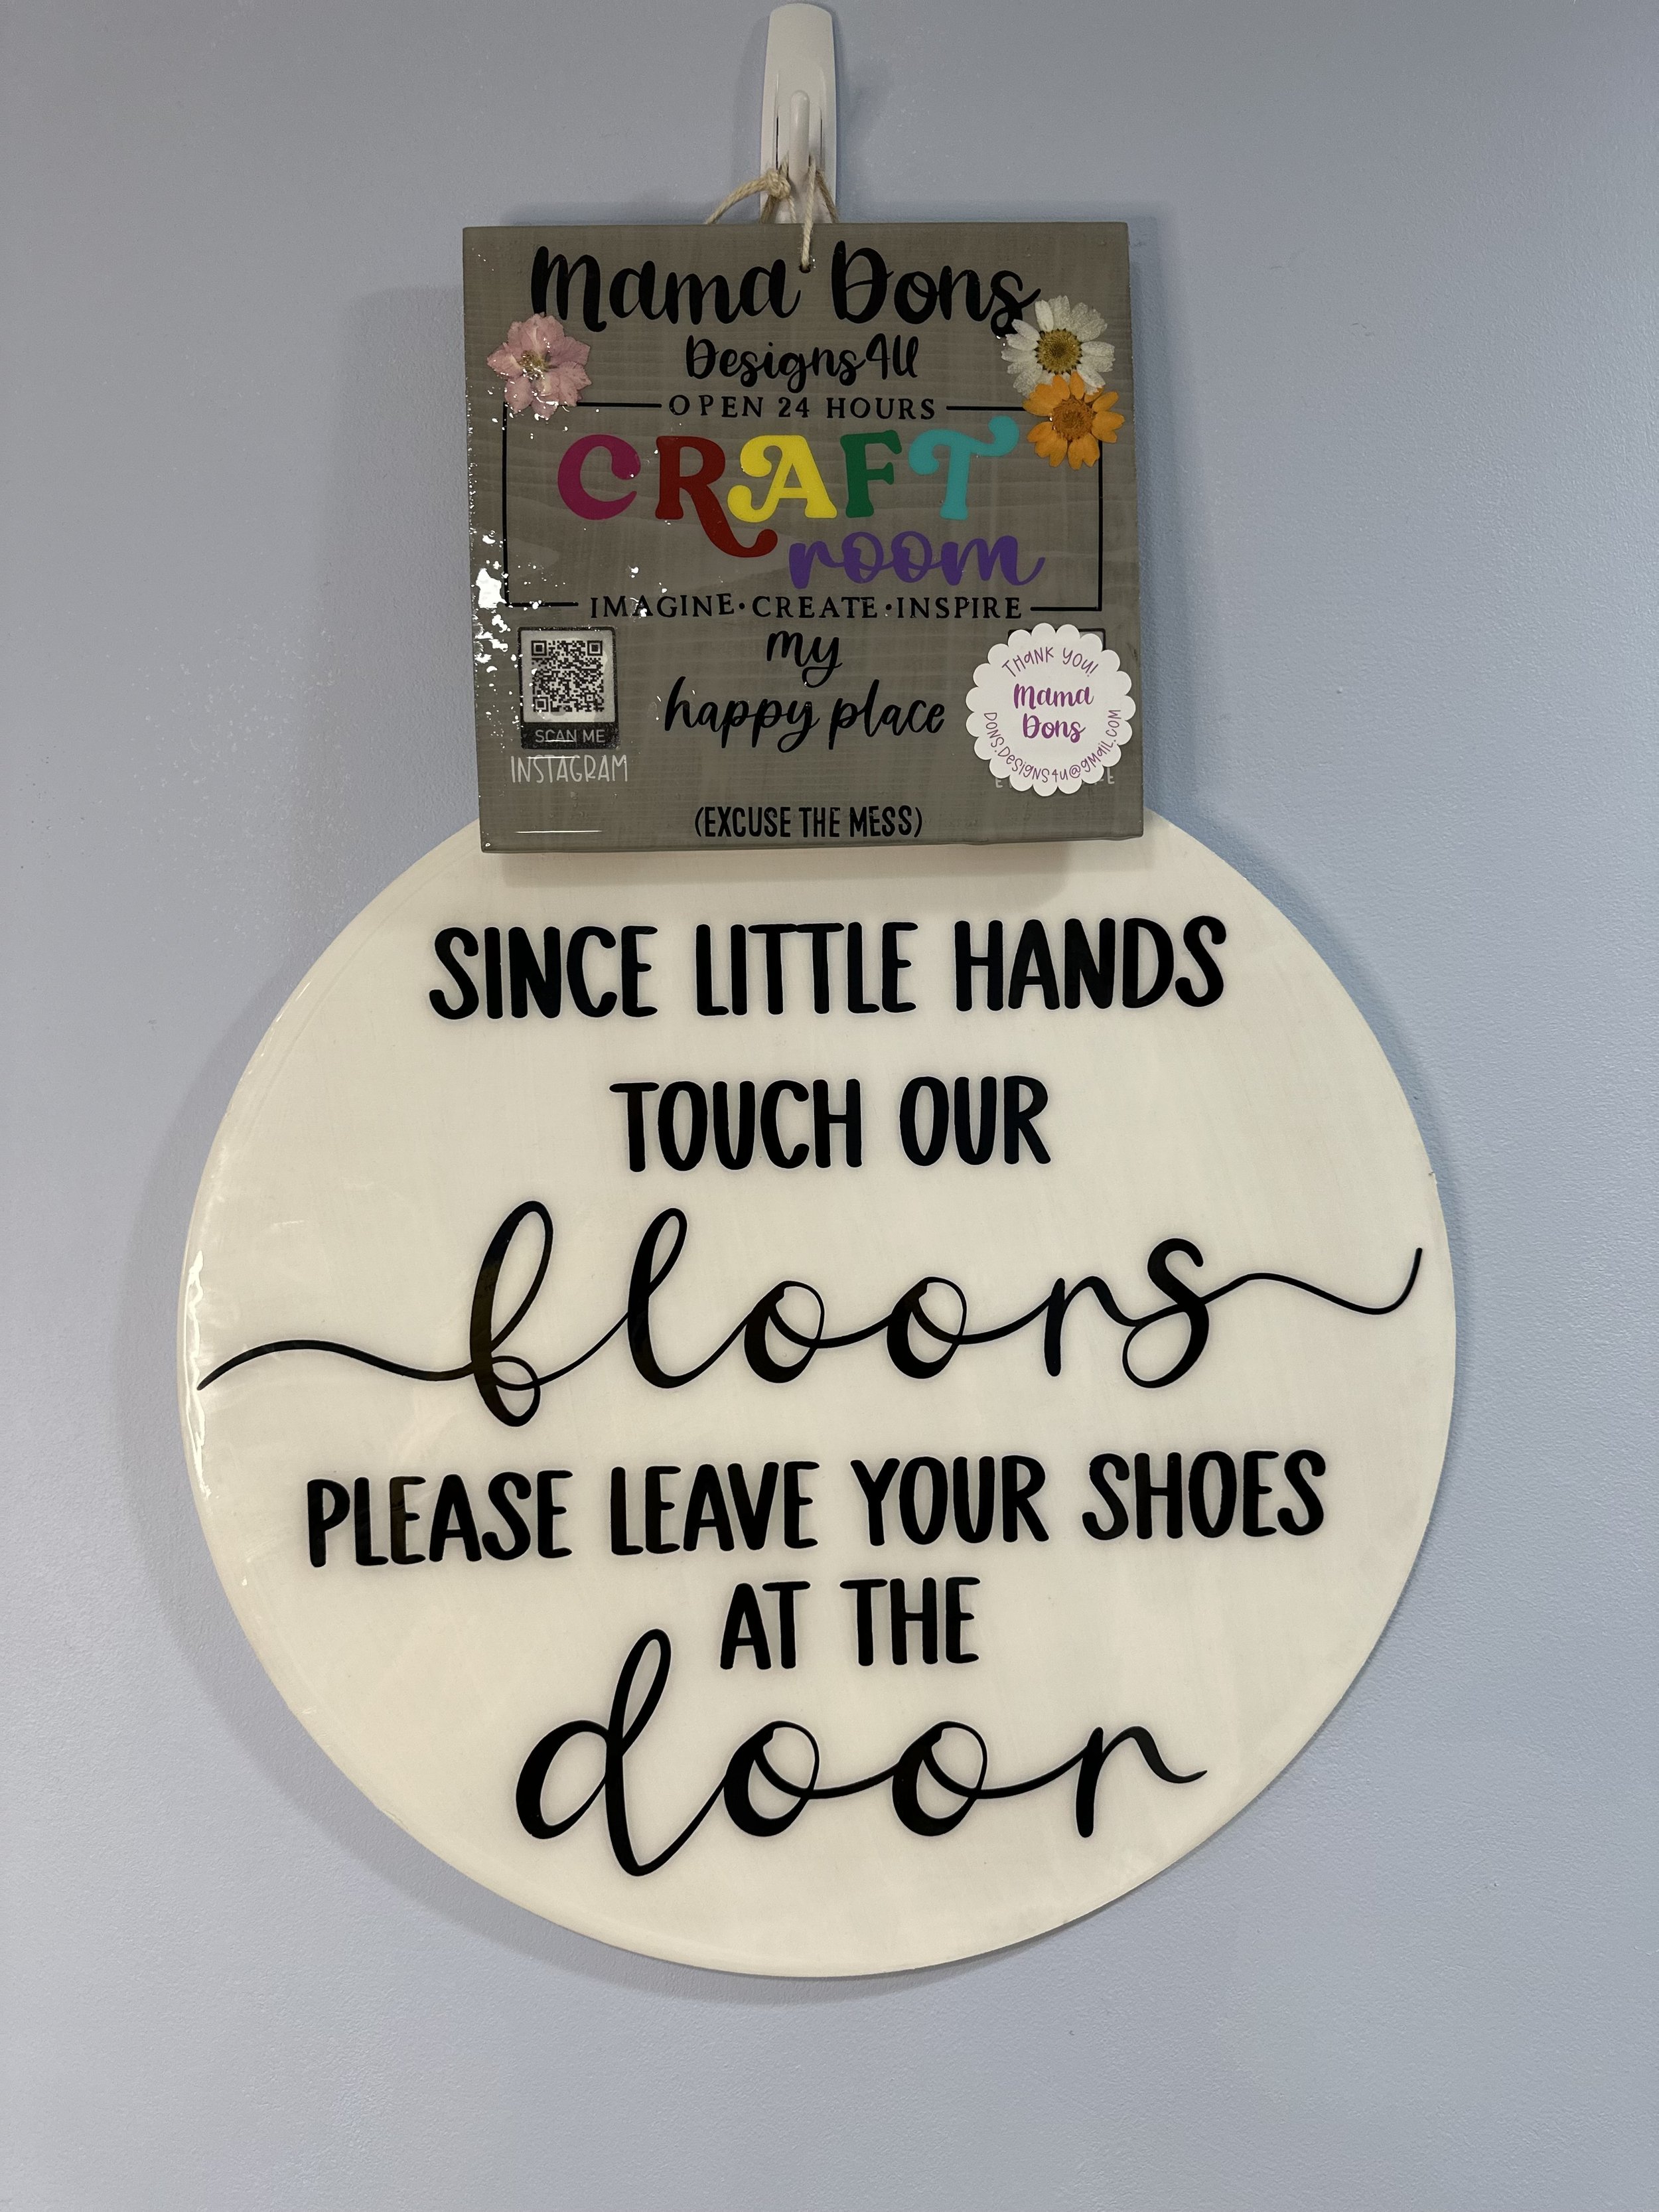 Mama Dons
Designs4U
OPEN 24 HOURS
CRAFT
room
IMAGINE·CREATE·INSPIRE
my
happy place
SCAN ME
INSTAGRAM
THANK YOU!
Mama
Dons
DONS.DESIGNS4U@GMAIL.COM
(EXCUSE THE MESS)
SINCE LITTLE HANDS
TOUCH OUR
floors
PLEASE LEAVE YOUR SHOES
AT THE
door